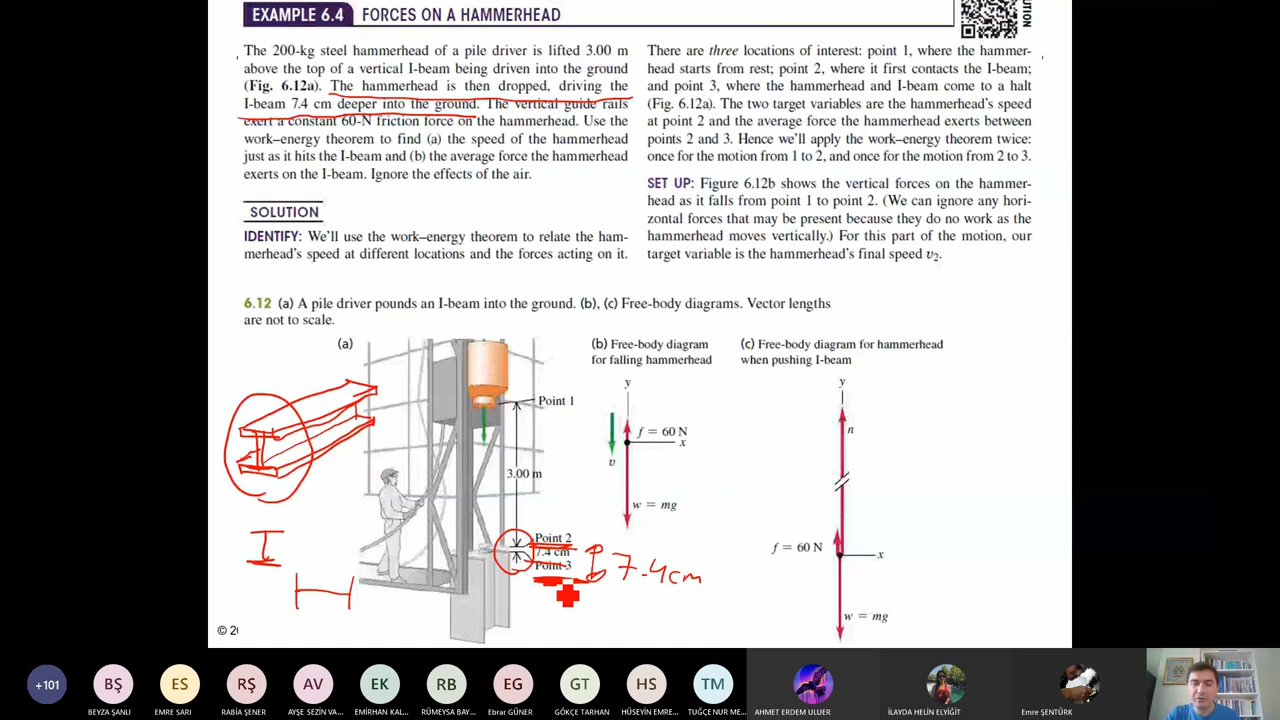 EXAMPLE 6.4 FORCES ON A HAMMERHEAD
The 200-kg steel hammerhead of a pile driver is lifted 3.00 m
above the top of a vertical I-beam being driven into the ground
(Fig. 6.12a). The hammerhead is then dropped, driving the
I-beam 7.4 cm deeper into the ground. The vertical guide rails
exert a constant 60-N friction force on the hammerhead. Use the
work–energy theorem to find (a) the speed of the hammerhead
just as it hits the I-beam and (b) the average force the hammerhead
exerts on the I-beam. Ignore the effects of the air.
SOLUTION
IDENTIFY: We'll use the work–energy theorem to relate the ham-
merhead's speed at different locations and the forces acting on it.
There are three locations of interest: point 1, where the hammer-
head starts from rest; point 2, where it first contacts the I-beam;
and point 3, where the hammerhead and I-beam come to a halt
(Fig. 6.12a). The two target variables are the hammerhead's speed
at point 2 and the average force the hammerhead exerts between
points 2 and 3. Hence we'll apply the work–energy theorem twice:
once for the motion from 1 to 2, and once for the motion from 2 to 3.
SET UP: Figure 6.12b shows the vertical forces on the hammer-
head as it falls from point 1 to point 2. (We can ignore any hori-
zontal forces that may be present because they do no work as the
hammerhead moves vertically.) For this part of the motion, our
target variable is the hammerhead's final speed v₂.
6.12 (a) A pile driver pounds an I-beam into the ground. (b), (c) Free-body diagrams. Vector lengths
are not to scale.
(a)
Point 1
3.00 m
Point 2
7.4 cm
Point 3
7.4cm
I
(b) Free-body diagram
for falling hammerhead
y
f = 60 N
x
v
w = mg
(c) Free-body diagram for hammerhead
when pushing I-beam
y
n
f = 60 N
x
w = mg
+101
BŞ
BEYZA ŞANLI
ES
EMRE SARI
RŞ
RABİA ŞENER
AV
AYŞE SEZİN VA...
EK
EMİRHAN KAL...
RB
RÜMEYSA BAY...
EG
Ebrar GÜNER
GT
GÖKÇE TARHAN
HS
HÜSEYİN EMRE...
TM
TUĞÇE NUR ME...
AHMET ERDEM ULUER
İLAYDA HELİN ELYİĞİT
Emre ŞENTÜRK